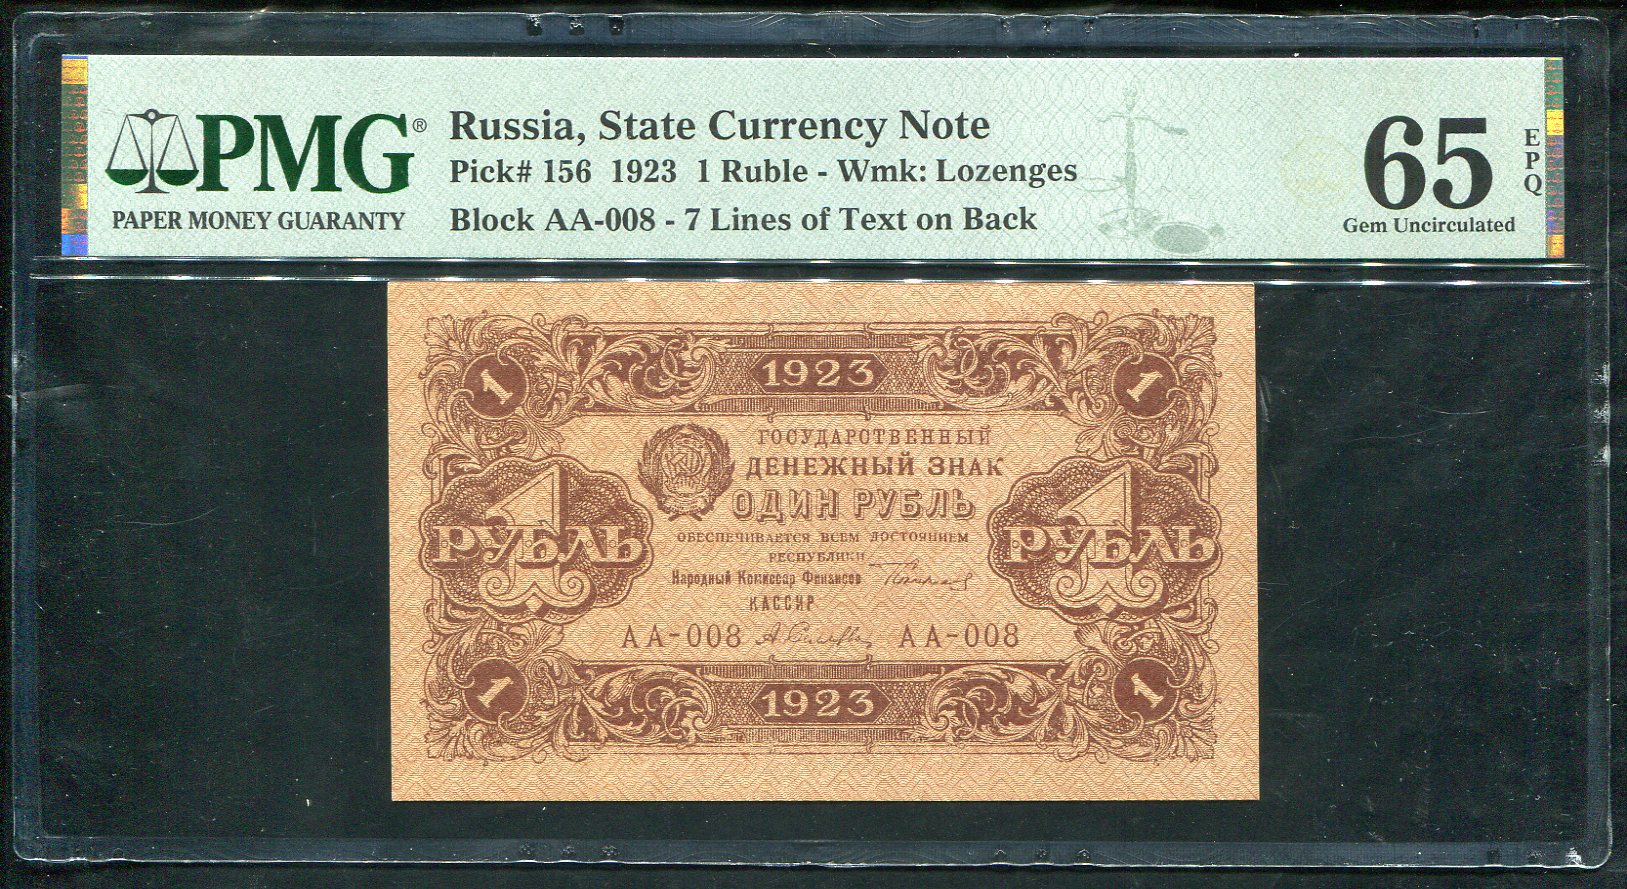 PMG®
PAPER MONEY GUARANTY
Russia, State Currency Note
Pick# 156 1923 1 Ruble - Wmk: Lozenges
Block AA-008 - 7 Lines of Text on Back
65
EPQ
Gem Uncirculated
1 1923 1
ГОСУДАРСТВЕННЫЙ
ДЕНЕЖНЫЙ ЗНАК
ОДИН РУБЛЬ
1 РУБЛЬ
1 РУБЛЬ
ОБЕСПЕЧИВАЕТСЯ ВСЕМ ДОСТОЯНИЕМ
РЕСПУБЛИКИ
Народный Комиссар Финансов
КАССИР
АА-008 АА-008
1 1923 1